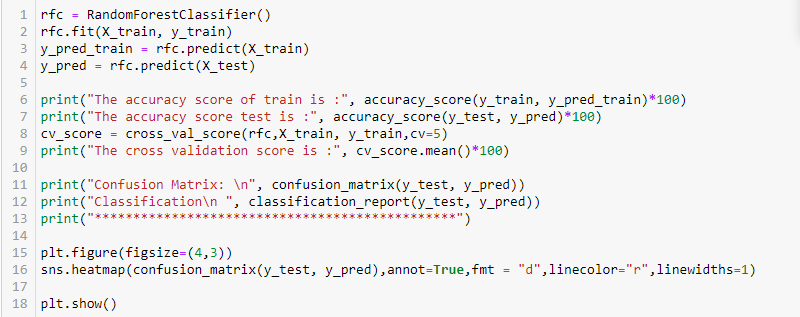 1 rfc = RandomForestClassifier()
2 rfc.fit(X_train, y_train)
3 y_pred_train = rfc.predict(X_train)
4 y_pred = rfc.predict(X_test)
5
6 print("The accuracy score of train is :", accuracy_score(y_train, y_pred_train)*100)
7 print("The accuracy score test is :", accuracy_score(y_test, y_pred)*100)
8 cv_score = cross_val_score(rfc,X_train, y_train,cv=5)
9 print("The cross validation score is :", cv_score.mean()*100)
10
11 print("Confusion Matrix: \n", confusion_matrix(y_test, y_pred))
12 print("Classification\n ", classification_report(y_test, y_pred))
13 print("***********************************************")
14
15 plt.figure(figsize=(4,3))
16 sns.heatmap(confusion_matrix(y_test, y_pred),annot=True,fmt = "d",linecolor="r",linewidths=1)
17
18 plt.show()